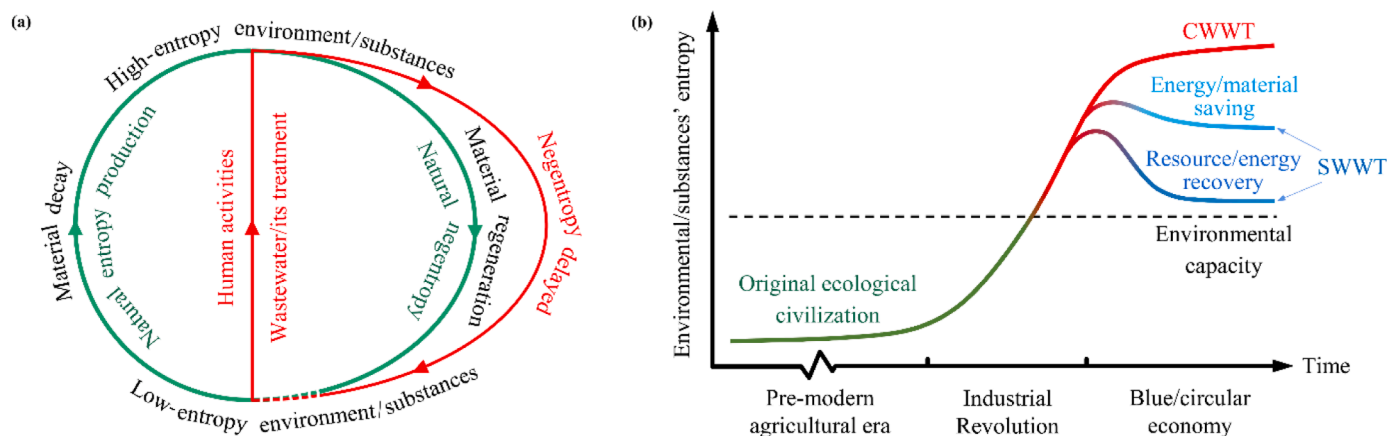 (a)
High-entropy environment/substances
Material decay
Natural entropy production
Human activities
Wastewater/its treatment
Natural negentropy
Material regeneration
Negentropy delayed
Low-entropy environment/substances
(b)
Environmental/substances' entropy
CWWT
Energy/material
saving
Resource/energy
recovery
SWWT
Environmental
capacity
Original ecological
civilization
Time
Pre-modern
agricultural era
Industrial
Revolution
Blue/circular
economy